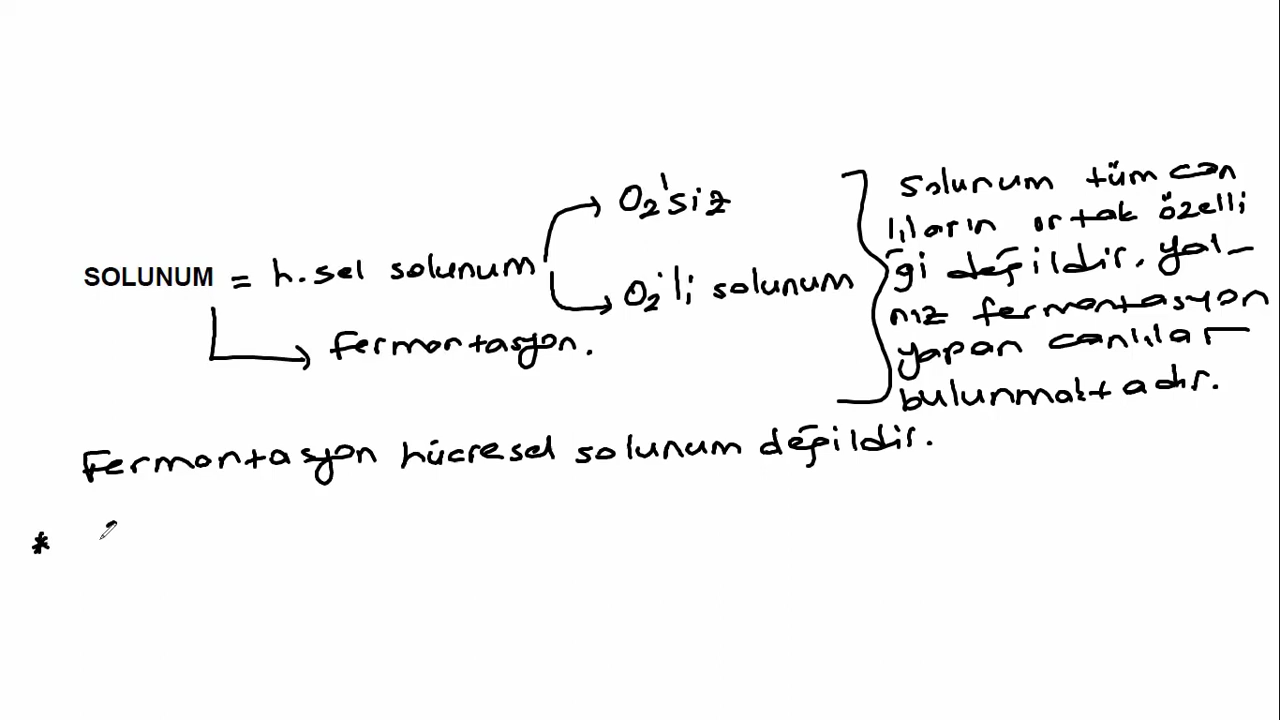 O2'siz
SOLUNUM = h.sel solunum
O2'li solunum
fermantasyon.
solunum tüm can
lıların ortak özelli
ği değildir. yal-
nız fermantasyon
yapan canlılar
bulunmaktadır.
Fermantasyon hücresel solunum değildir.
*